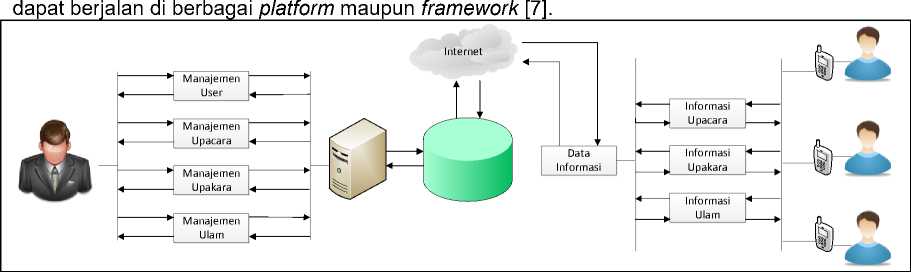 dapat berjalan di berbagai platform maupun framework [7].
Internet
Manajemen
User
Manajemen
Upacara
Manajemen
Upakara
Manajemen
Ulam
Data
Informasi
Informasi
Upacara
Informasi
Upakara
Informasi
Ulam